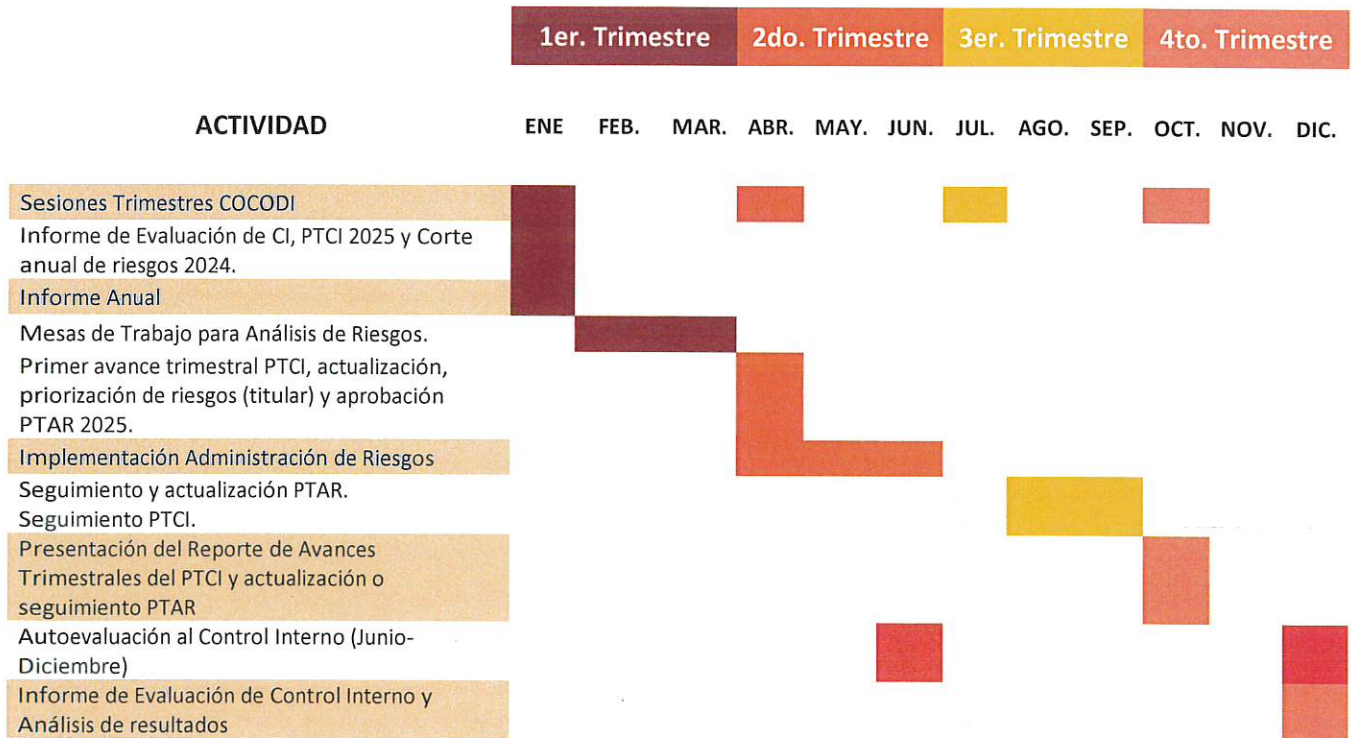 1er. Trimestre 2do. Trimestre 3er. Trimestre 4to. Trimestre
ACTIVIDAD ENE FEB. MAR. ABR. MAY. JUN. JUL. AGO. SEP. OCT. NOV. DIC.
Sesiones Trimestres COCODI
Informe de Evaluación de CI, PTCI 2025 y Corte
anual de riesgos 2024.
Informe Anual
Mesas de Trabajo para Análisis de Riesgos.
Primer avance trimestral PTCI, actualización,
priorización de riesgos (titular) y aprobación
PTAR 2025.
Implementación Administración de Riesgos
Seguimiento y actualización PTAR.
Seguimiento PTCI.
Presentación del Reporte de Avances
Trimestrales del PTCI y actualización o
seguimiento PTAR
Autoevaluación al Control Interno (Junio-
Diciembre)
Informe de Evaluación de Control Interno y
Análisis de resultados